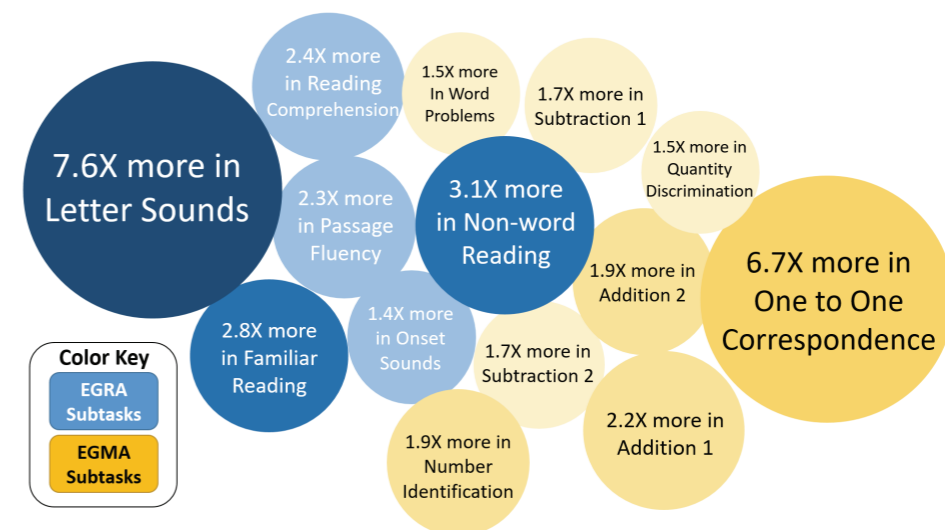 2.4X more
in Reading
Comprehension
1.5X more
In Word
Problems
1.7X more in
Subtraction 1
7.6X more in
Letter Sounds
1.5X more in
Quantity
Discrimination
2.3X more
in Passage
Fluency
3.1X more
in Non-word
Reading
1.9X more in
Addition 2
6.7X more in
One to One
Correspondence
2.8X more
in Familiar
Reading
1.4X more
in Onset
Sounds
1.7X more in
Subtraction 2
2.2X more in
Addition 1
1.9X more in
Number
Identification
Color Key
EGRA
Subtasks
EGMA
Subtasks